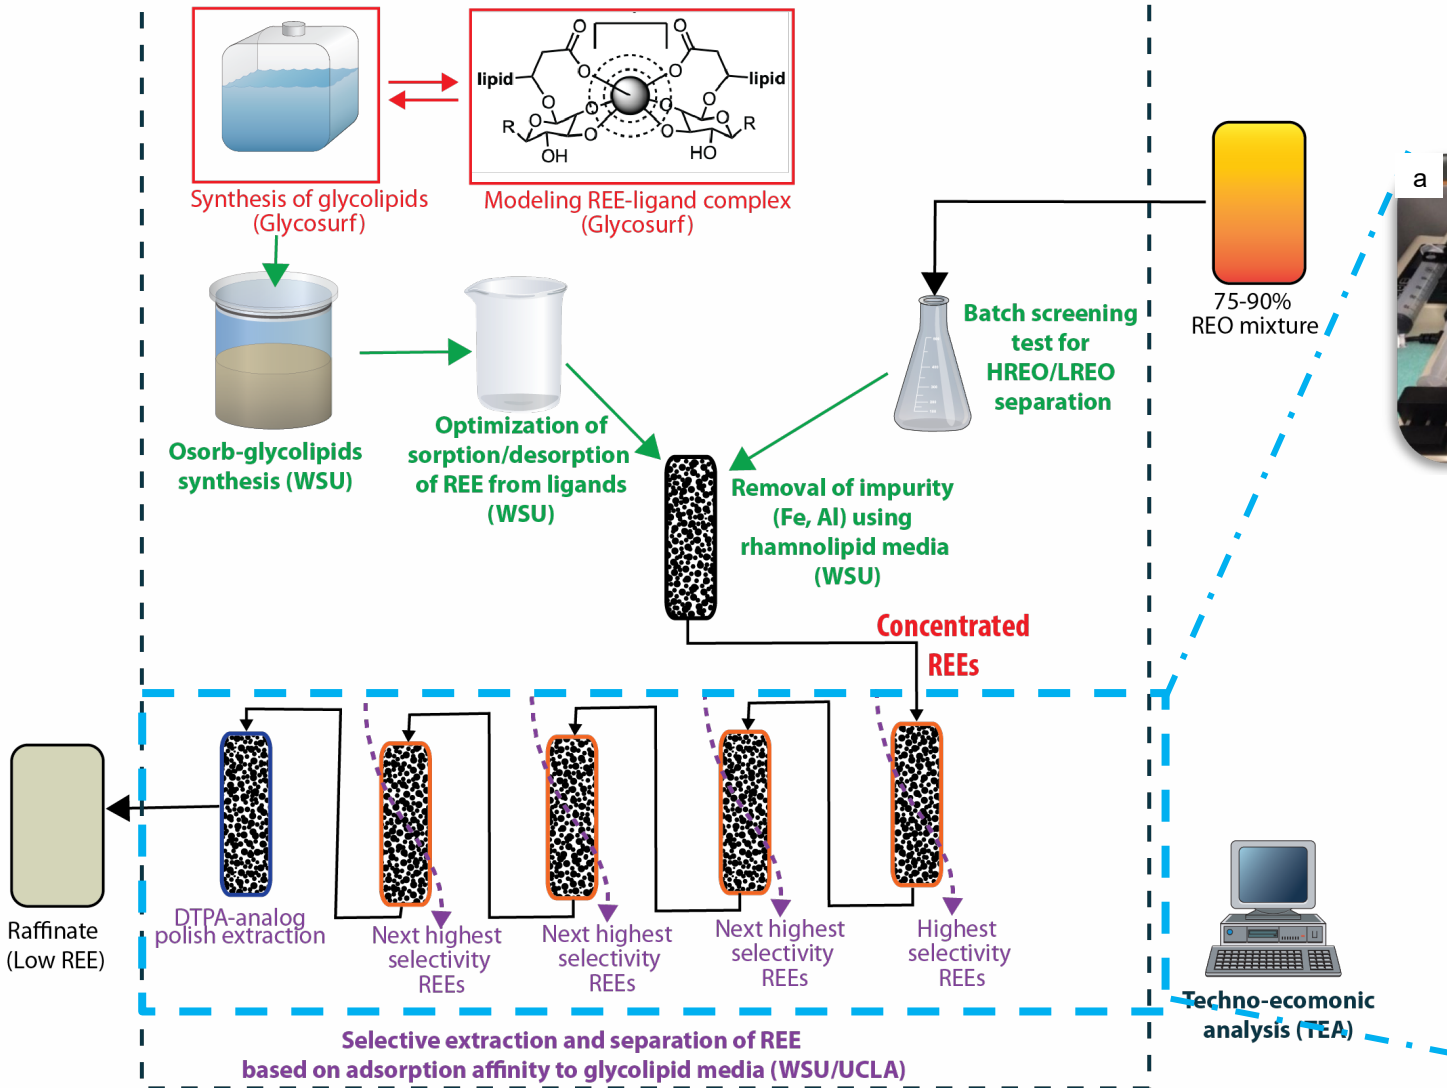 O
O
lipid
O
O
lipid
O
O
O
O
O
O
R
R
O
O
OH
HO
Synthesis of glycolipids
(Glycosurf)
Modeling REE-ligand complex
(Glycosurf)
a
75-90%
REO mixture
Batch screening
test for
HREO/LREO
separation
Osorb-glycolipids
synthesis (WSU)
Optimization of
sorption/desorption
of REE from ligands
(WSU)
Removal of impurity
(Fe, Al) using
rhamnolipid media
(WSU)
Concentrated
REEs
Raffinate
(Low REE)
DTPA-analog
polish extraction
Next highest
selectivity
REEs
Next highest
selectivity
REEs
Next highest
selectivity
REEs
Highest
selectivity
REEs
Techno-ecomonic
analysis (TEA)
Selective extraction and separation of REE
based on adsorption affinity to glycolipid media (WSU/UCLA)